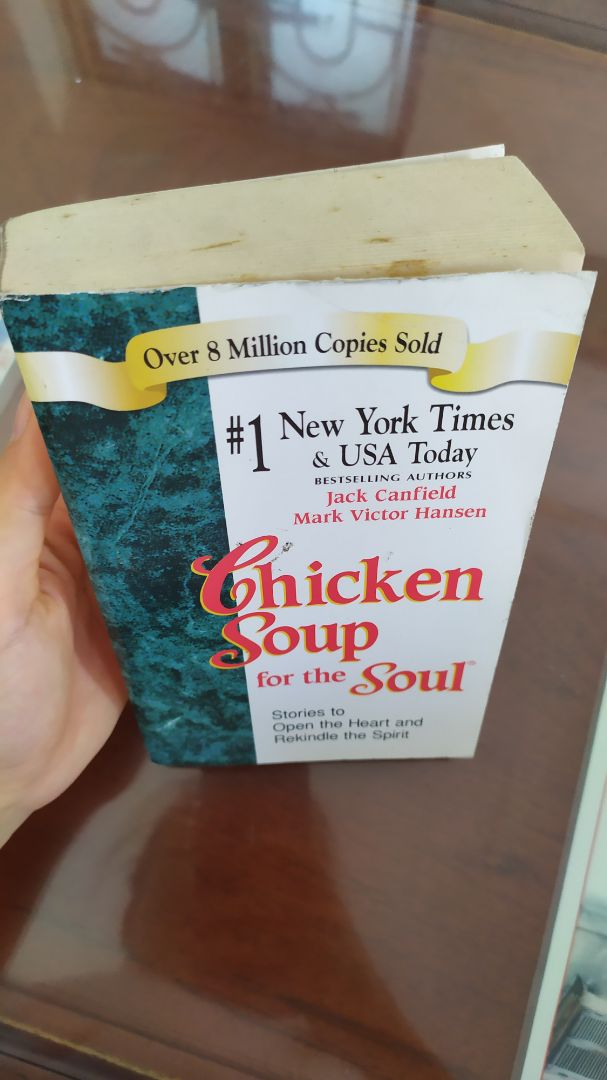 Over 8 Million Copies Sold
#1 New York Times
& USA Today
BESTSELLING AUTHORS
Jack Canfield
Mark Victor Hansen
Chicken
Soup
for the Soul®
Stories to
Open the Heart and
Rekindle the Spirit